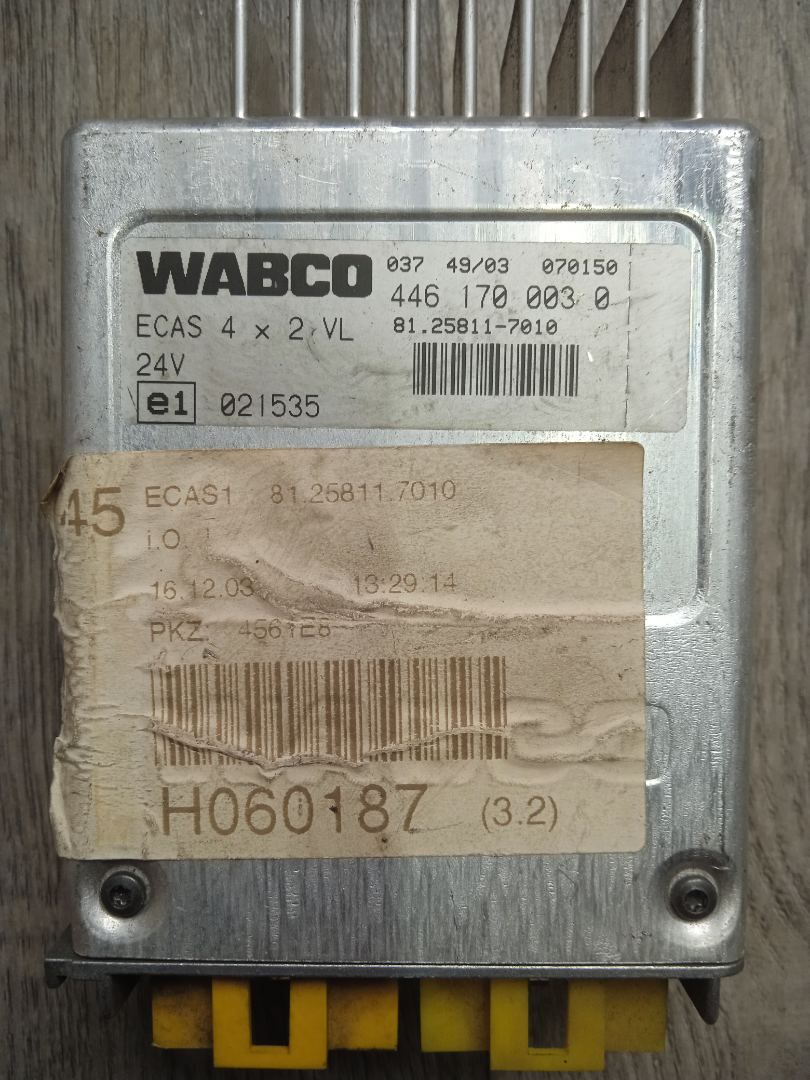 WABCO
037 49/03 070150
446 170 003 0
ECAS 4 x 2 VL
81.25811-7010
24V
e1 021535
45
ECAS1 81.25811.7010
i.O.
16.12.03 13:29:14
PKZ: 4561E8
H060187 (3.2)